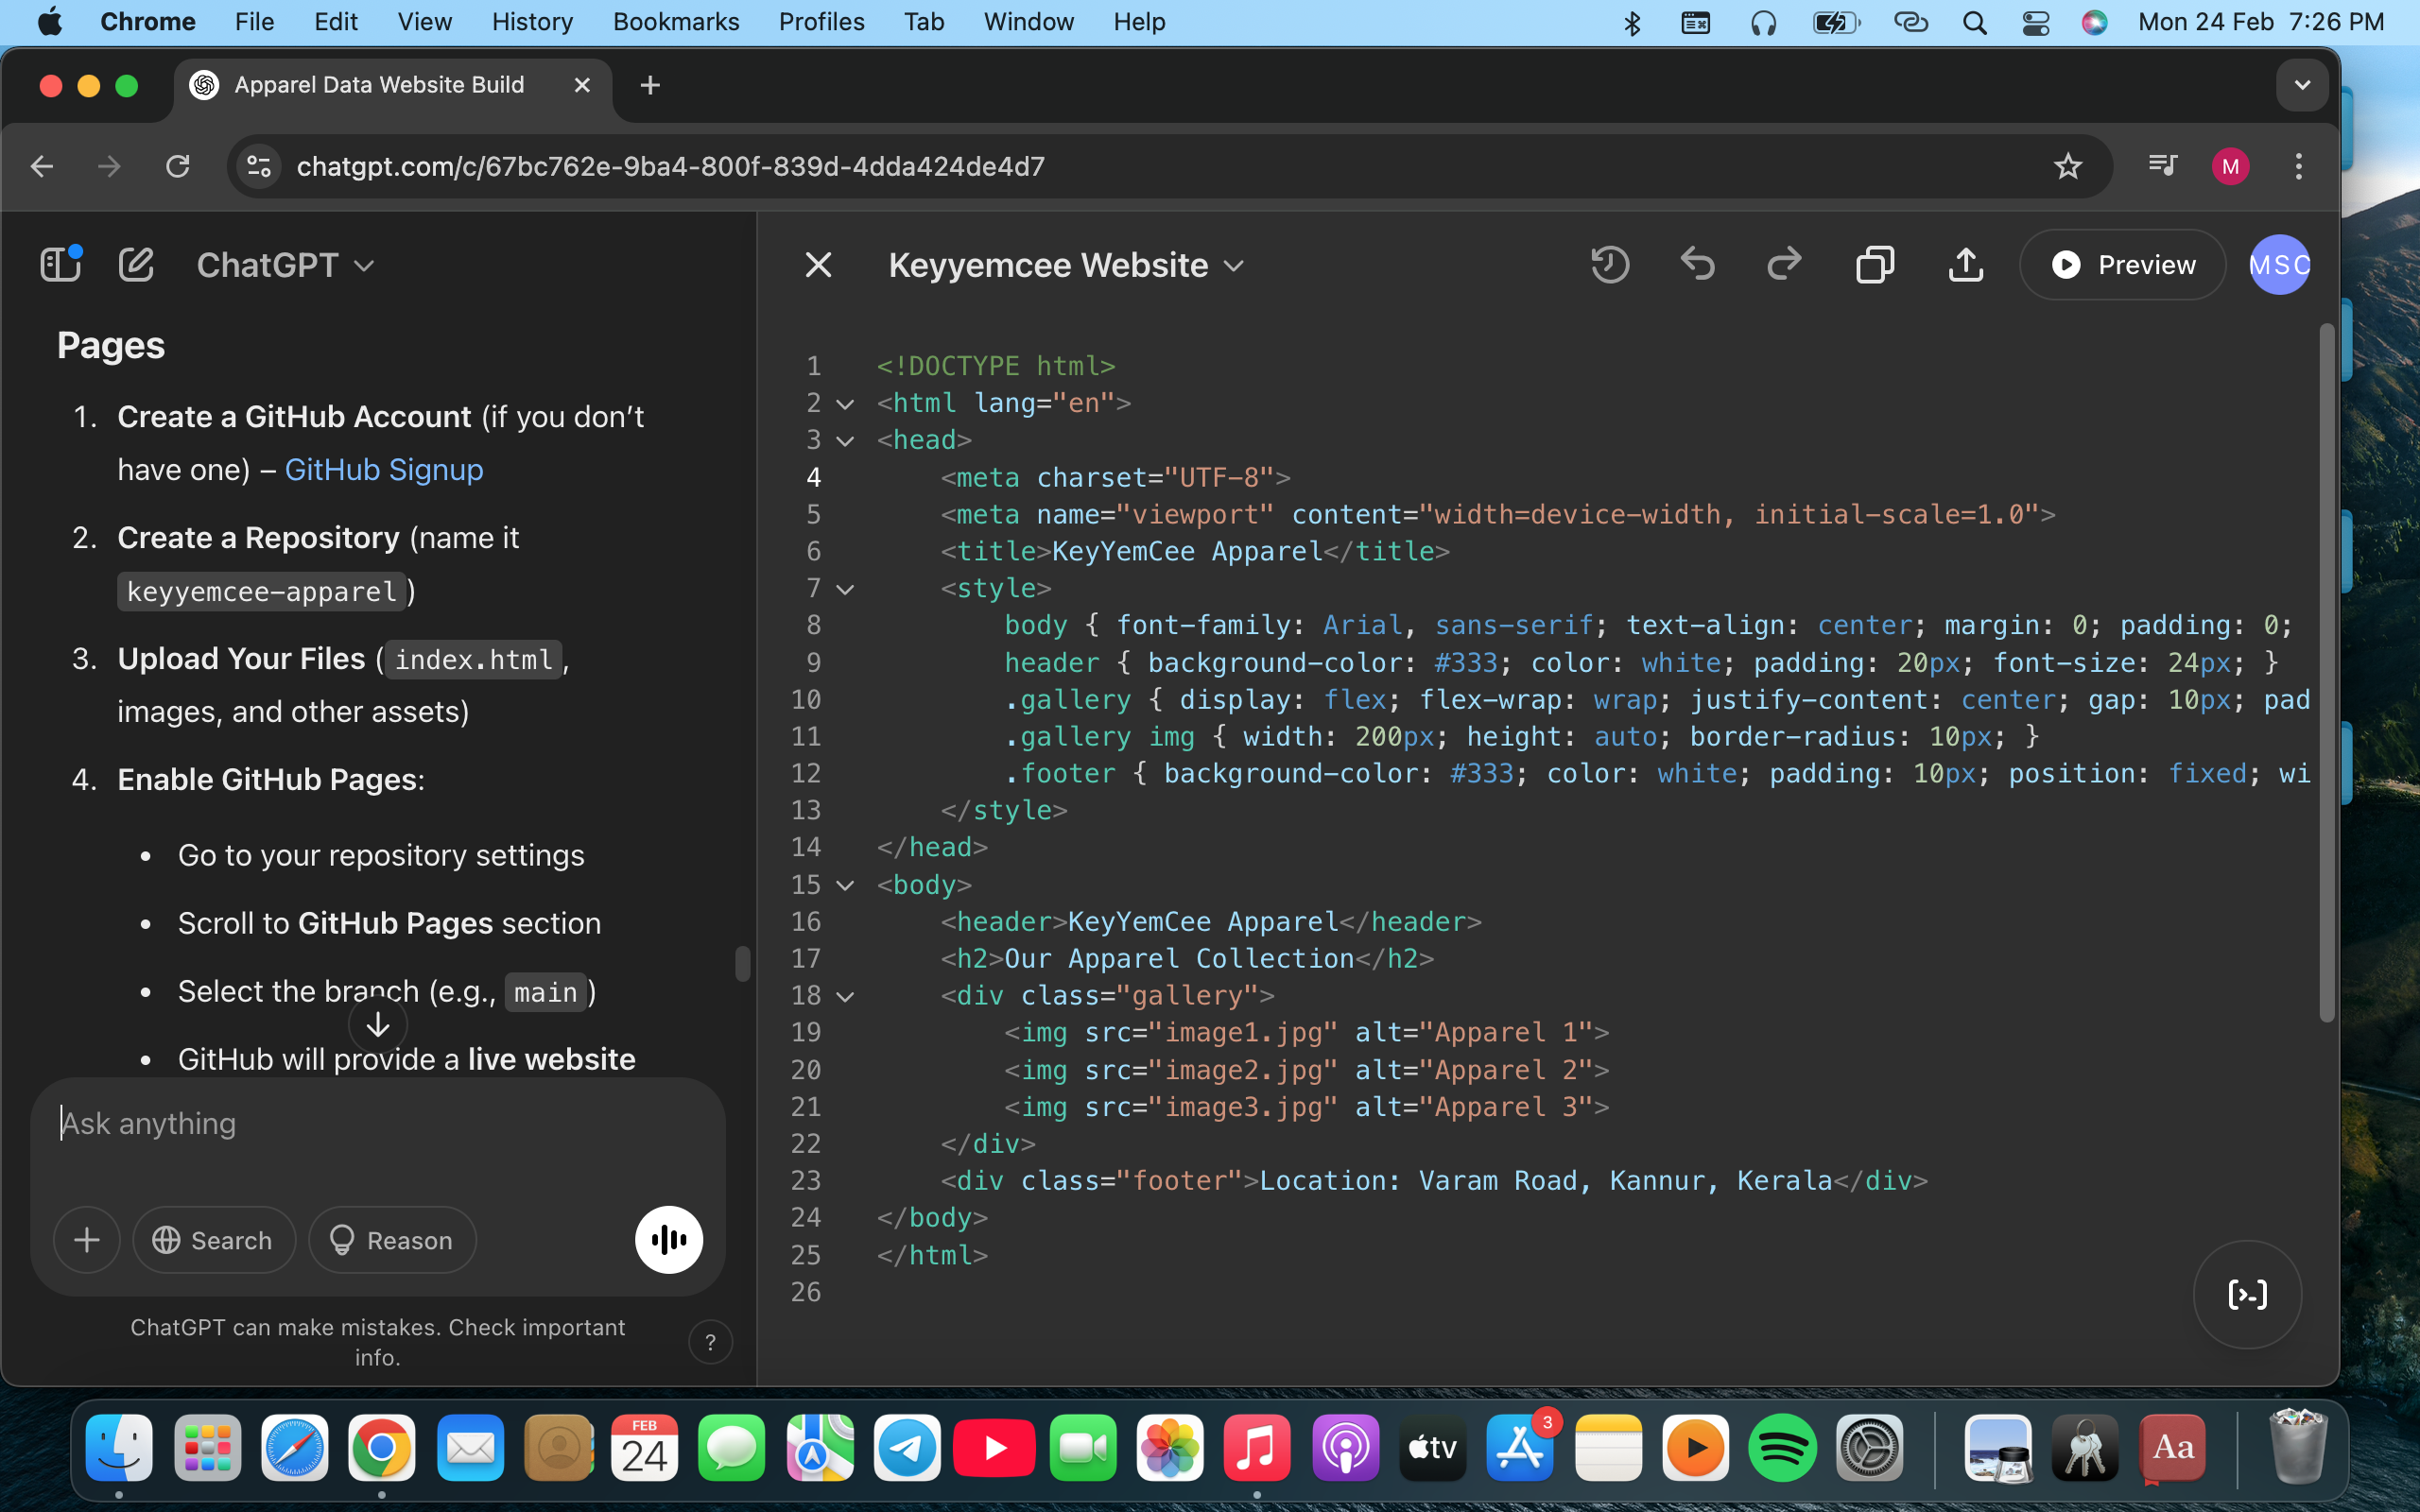 Chrome File Edit View History Bookmarks Profiles Tab Window Help Mon 24 Feb 7:26 PM
Apparel Data Website Build
chatgpt.com/c/67bc762e-9ba4-800f-839d-4dda424de4d7
M
ChatGPT
Pages
1. Create a GitHub Account (if you don’t
have one) – GitHub Signup
2. Create a Repository (name it
keyyemcee-apparel)
3. Upload Your Files (index.html,
images, and other assets)
4. Enable GitHub Pages:
• Go to your repository settings
• Scroll to GitHub Pages section
• Select the branch (e.g., main)
• GitHub will provide a live website
Ask anything
Search Reason
ChatGPT can make mistakes. Check important
info.
?
Keyyemcee Website
Preview
MSC
1 <!DOCTYPE html>
2 <html lang="en">
3 <head>
4 <meta charset="UTF-8">
5 <meta name="viewport" content="width=device-width, initial-scale=1.0">
6 <title>KeyYemCee Apparel</title>
7 <style>
8 body { font-family: Arial, sans-serif; text-align: center; margin: 0; padding: 0;
9 header { background-color: #333; color: white; padding: 20px; font-size: 24px; }
10 .gallery { display: flex; flex-wrap: wrap; justify-content: center; gap: 10px; pad
11 .gallery img { width: 200px; height: auto; border-radius: 10px; }
12 .footer { background-color: #333; color: white; padding: 10px; position: fixed; wi
13 </style>
14 </head>
15 <body>
16 <header>KeyYemCee Apparel</header>
17 <h2>Our Apparel Collection</h2>
18 <div class="gallery">
19 <img src="image1.jpg" alt="Apparel 1">
20 <img src="image2.jpg" alt="Apparel 2">
21 <img src="image3.jpg" alt="Apparel 3">
22 </div>
23 <div class="footer">Location: Varam Road, Kannur, Kerala</div>
24 </body>
25 </html>
26
FEB
24
tv
3
Aa